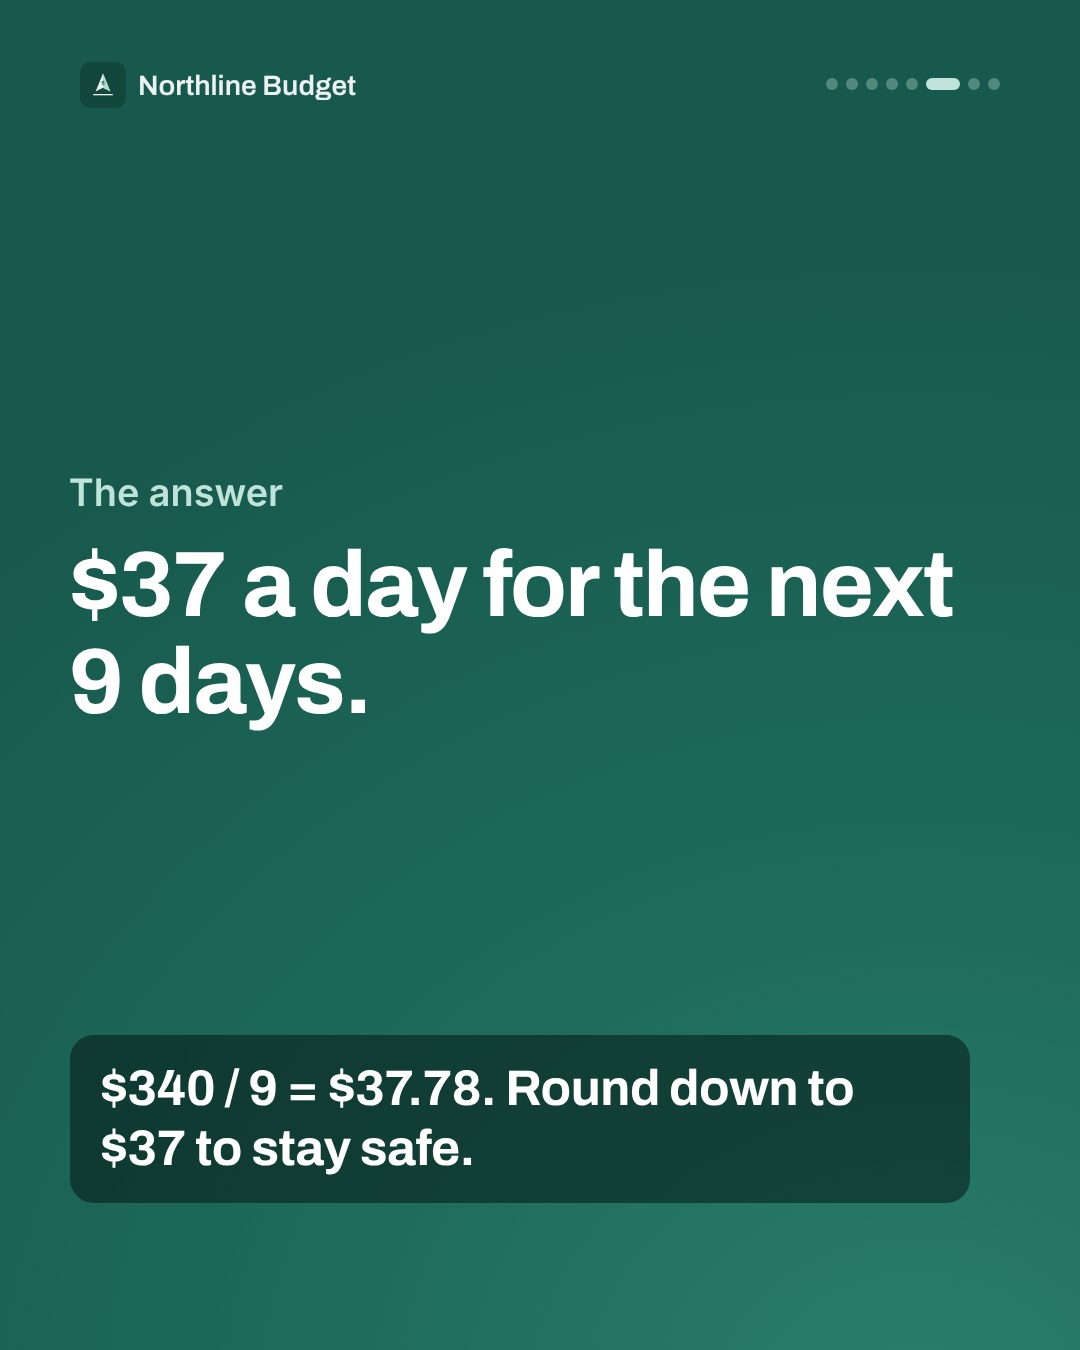 Northline Budget
The answer
$37 a day for the next
9 days.
$340 / 9 = $37.78. Round down to
$37 to stay safe.